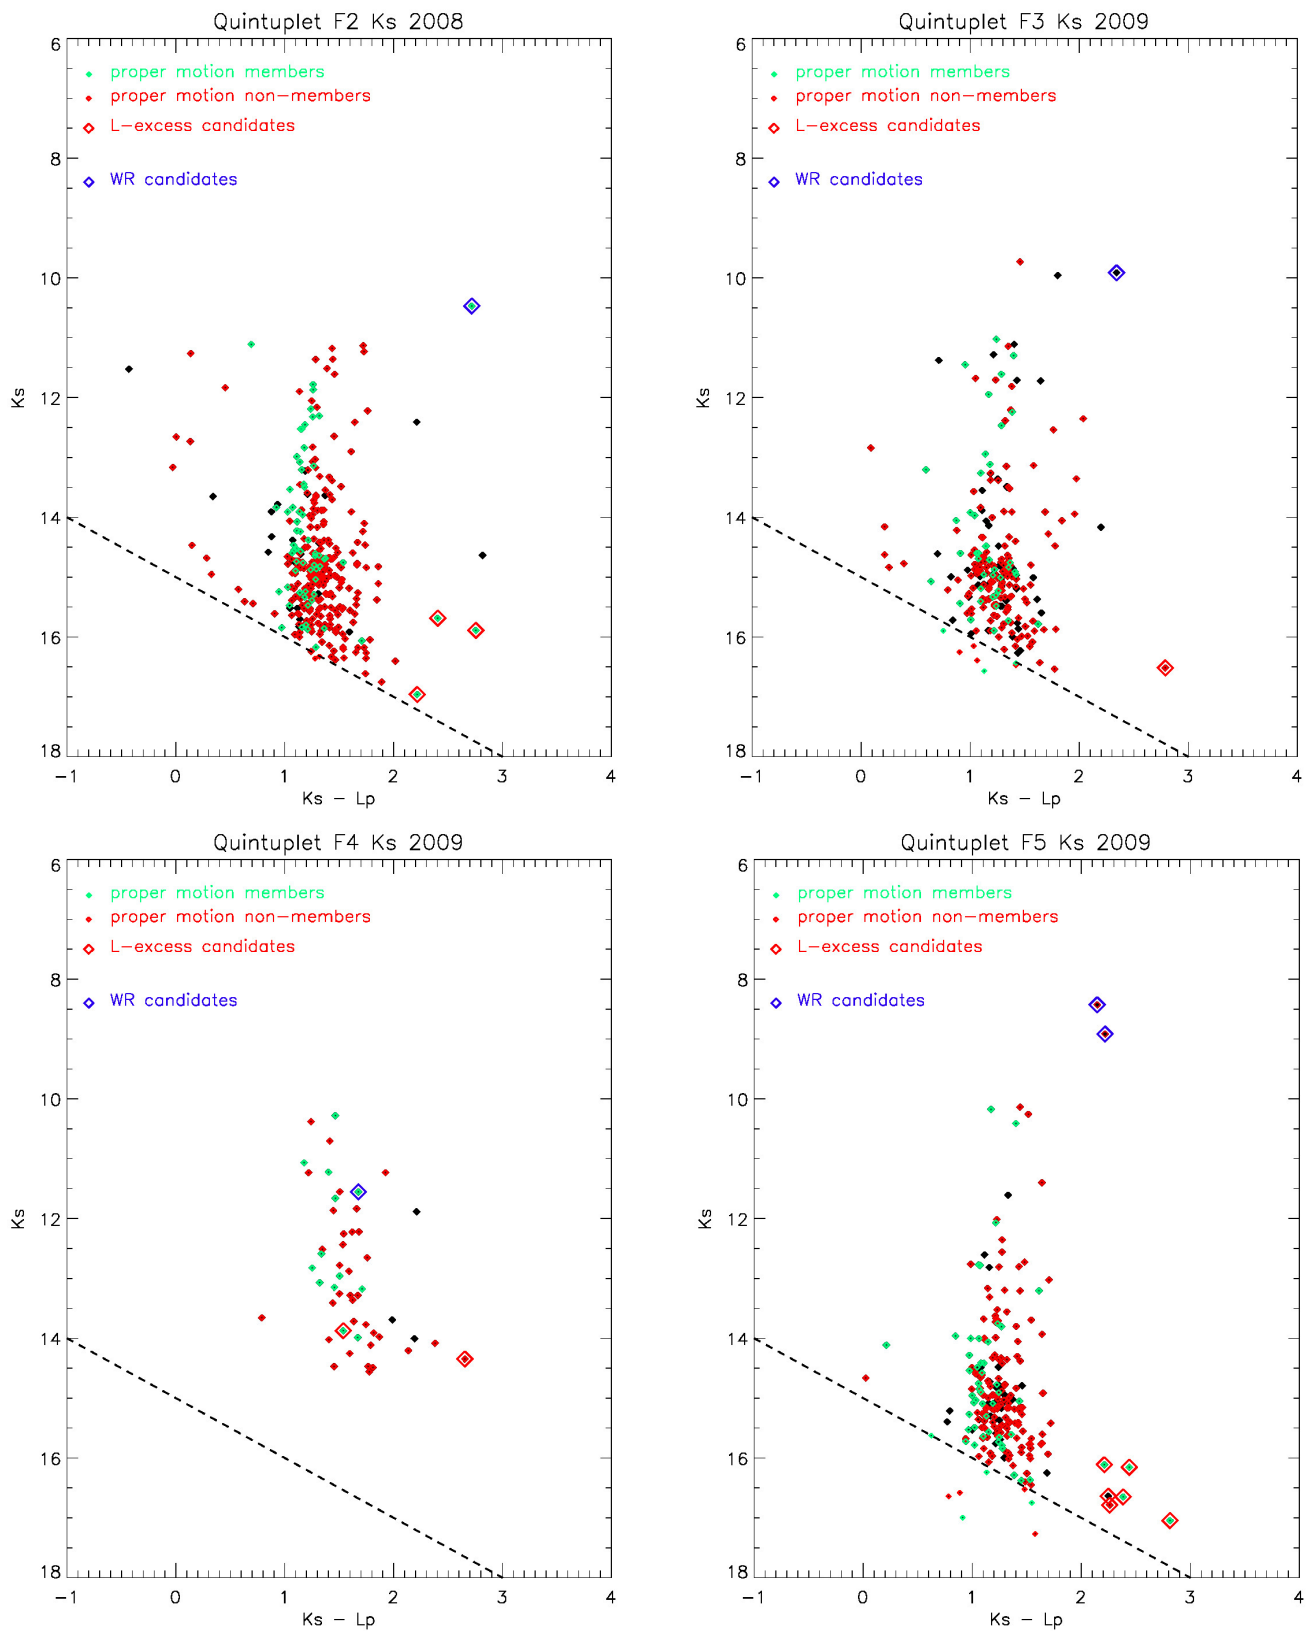 Quintuplet F2 Ks 2008
6
proper motion members
proper motion non-members
L-excess candidates
8
WR candidates
10
Ks
12
14
16
18
-1 0 1 2 3 4
Ks - Lp
Quintuplet F3 Ks 2009
6
proper motion members
proper motion non-members
L-excess candidates
8
WR candidates
10
Ks
12
14
16
18
-1 0 1 2 3 4
Ks - Lp
Quintuplet F4 Ks 2009
6
proper motion members
proper motion non-members
L-excess candidates
8
WR candidates
10
Ks
12
14
16
18
-1 0 1 2 3 4
Ks - Lp
Quintuplet F5 Ks 2009
6
proper motion members
proper motion non-members
L-excess candidates
8
WR candidates
10
Ks
12
14
16
18
-1 0 1 2 3 4
Ks - Lp